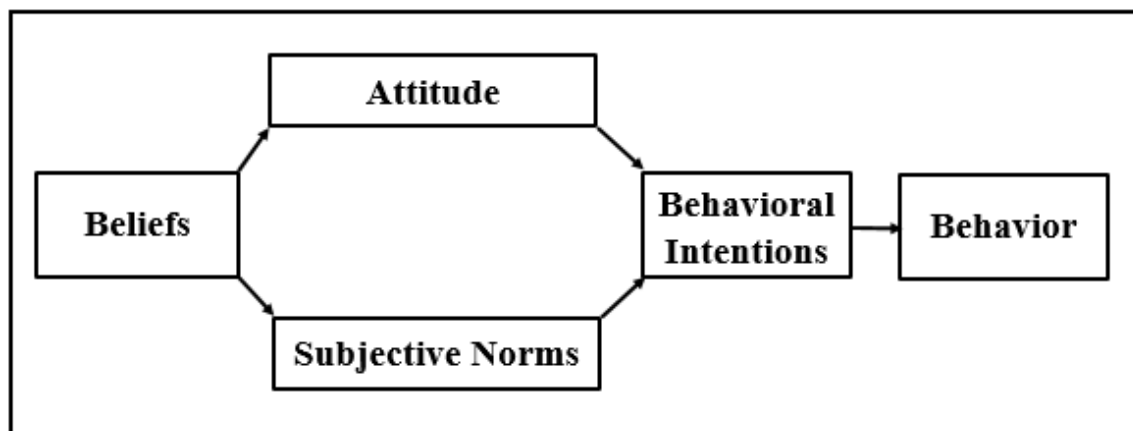 Attitude
Beliefs
Behavioral
Intentions
Behavior
Subjective Norms